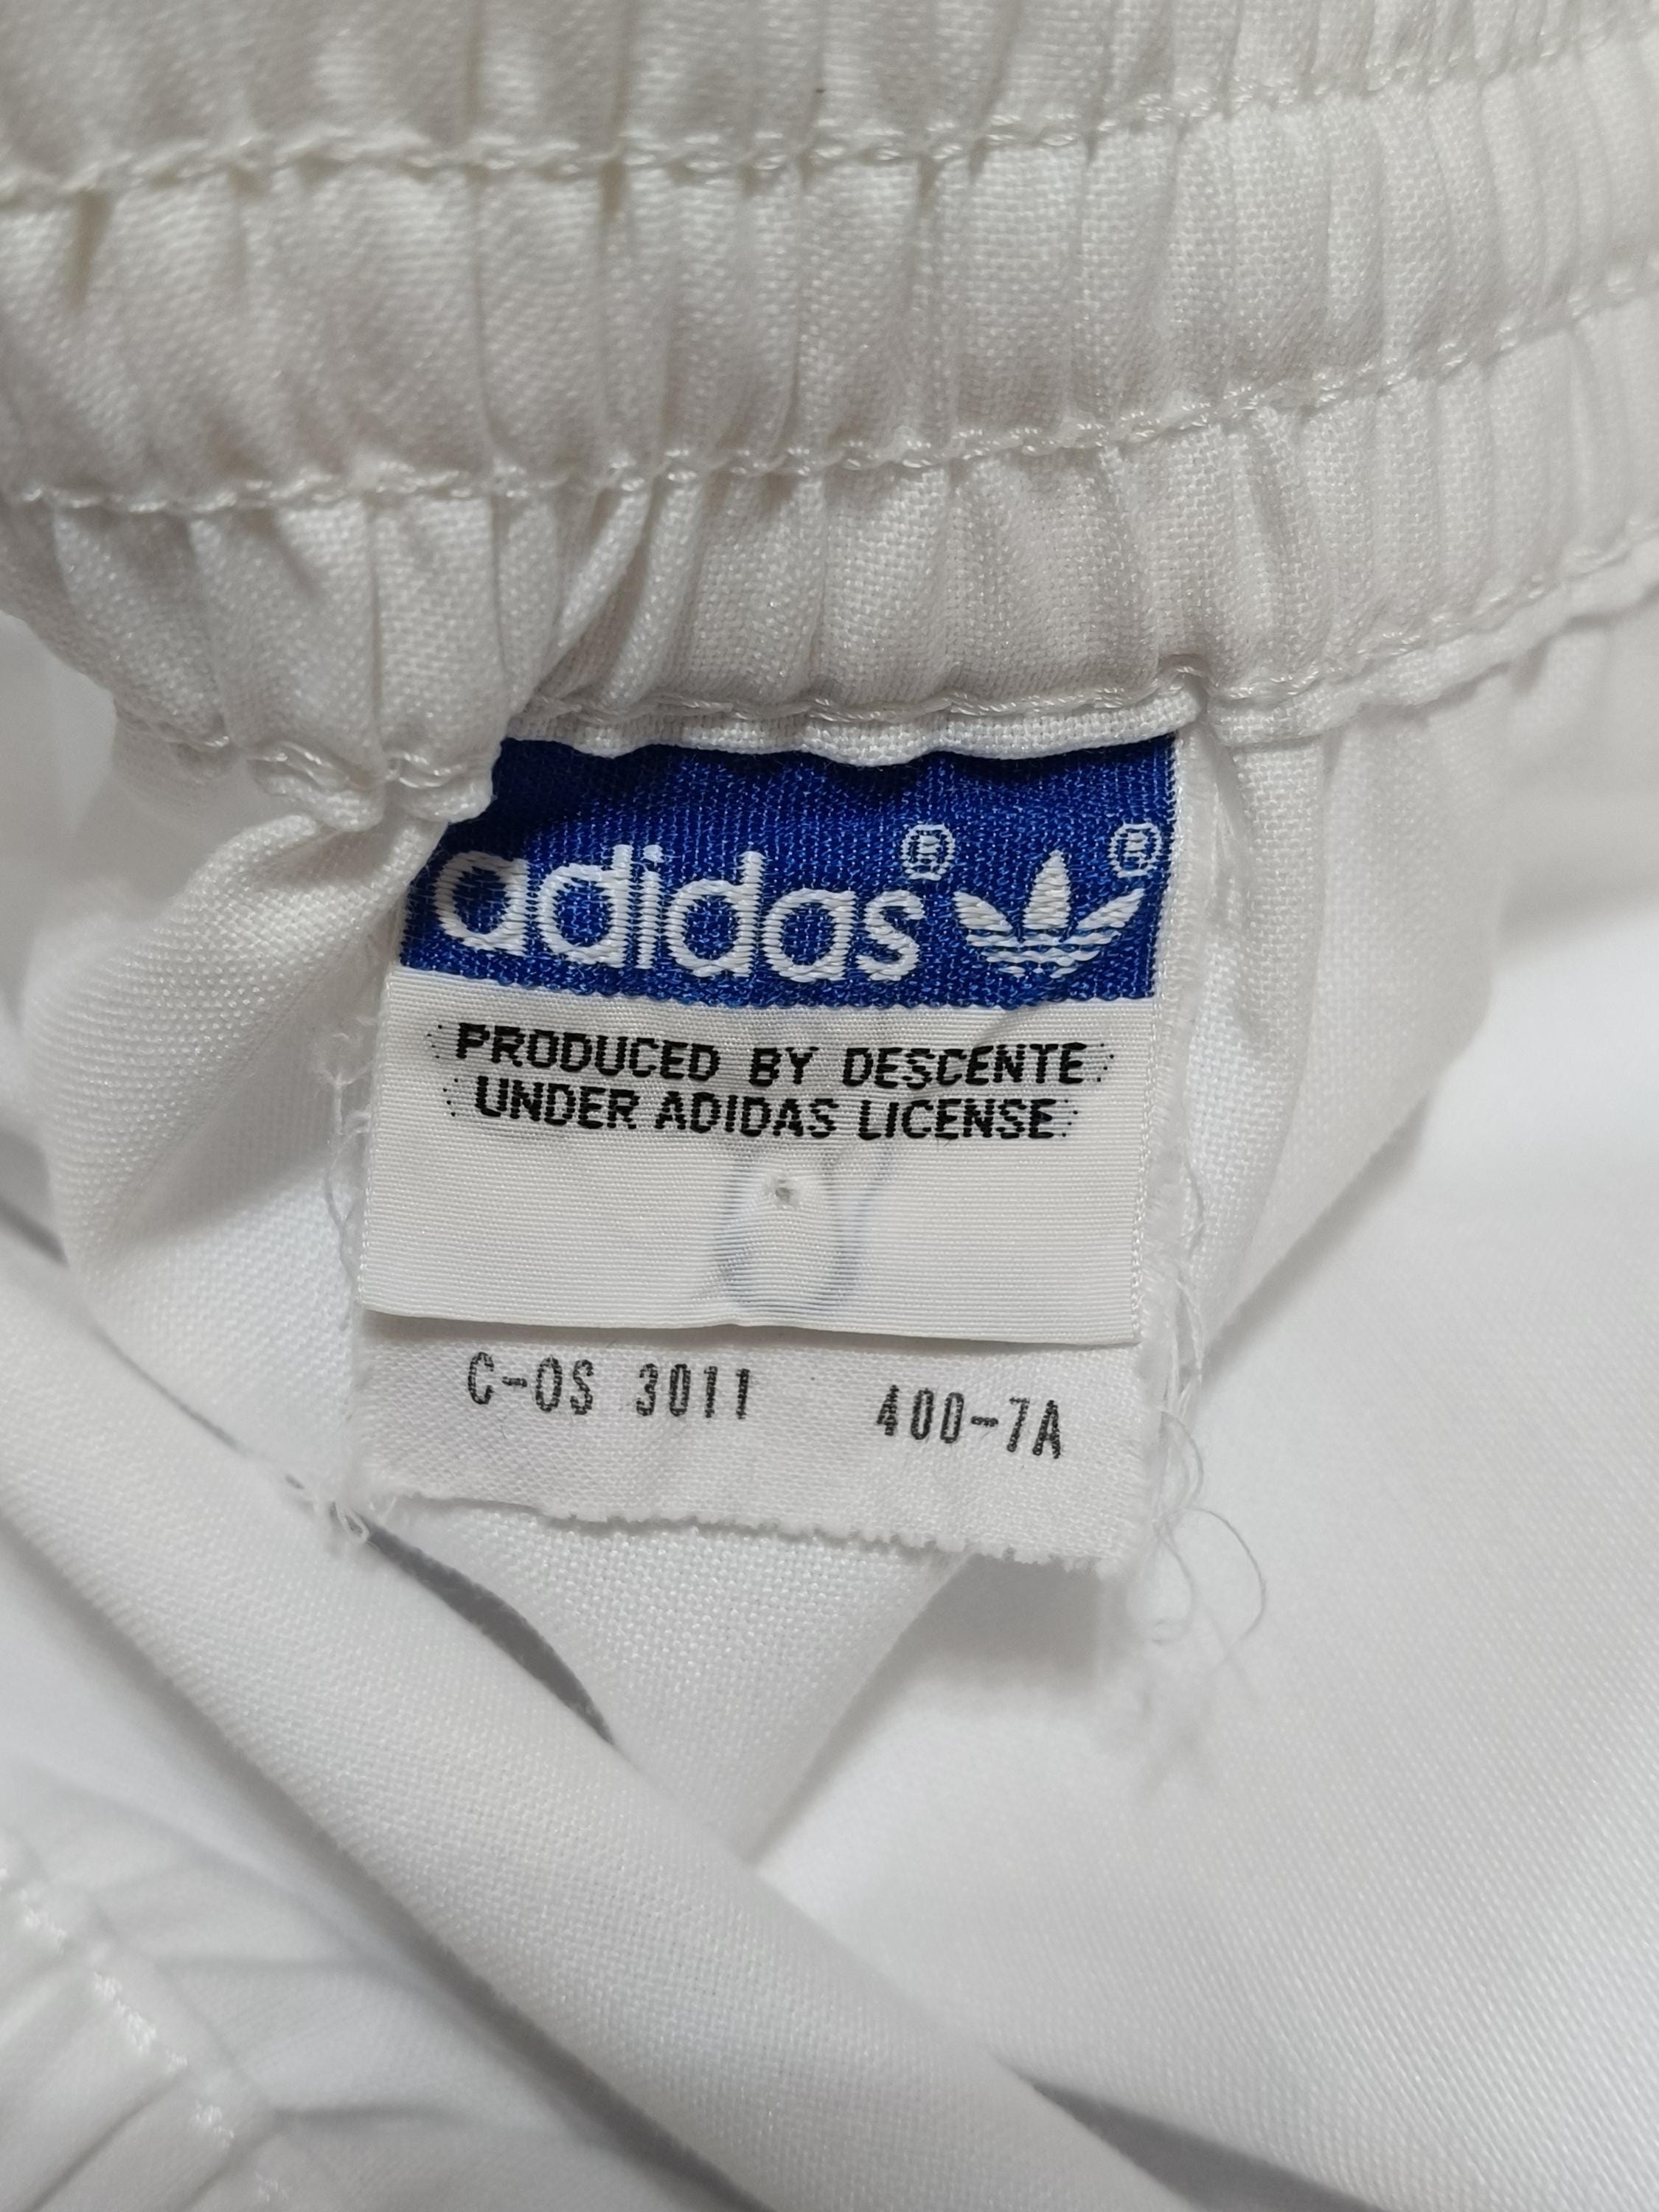 adidas® ®
PRODUCED BY DESCENTE
UNDER ADIDAS LICENSE
C-OS 3011 400-7A